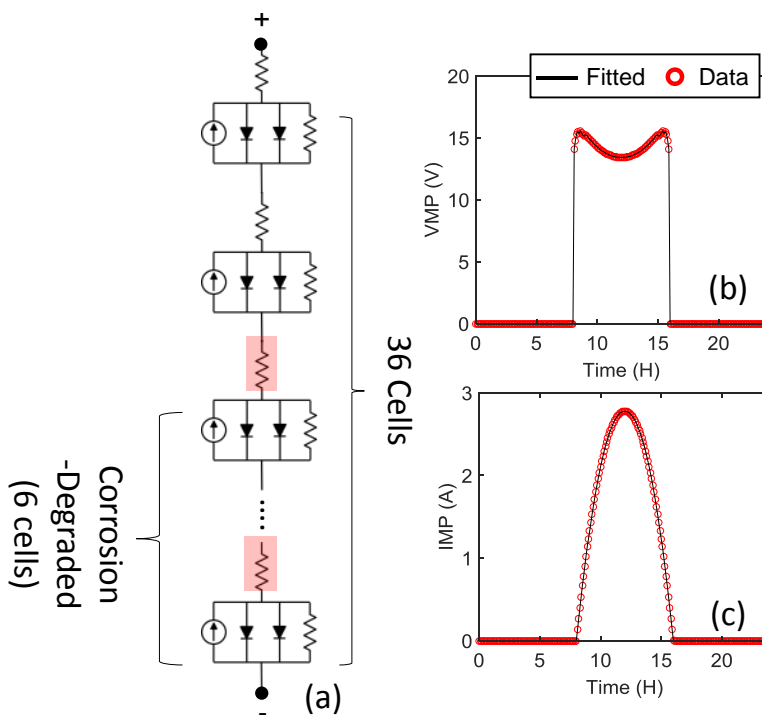 +
36 Cells
Corrosion
-Degraded
(6 cells)
-
(a)
Fitted Data
20
15
10
5
0
VMP (V)
0 5 10 15 20
Time (H)
(b)
3
2
1
0
IMP (A)
0 5 10 15 20
Time (H)
(c)